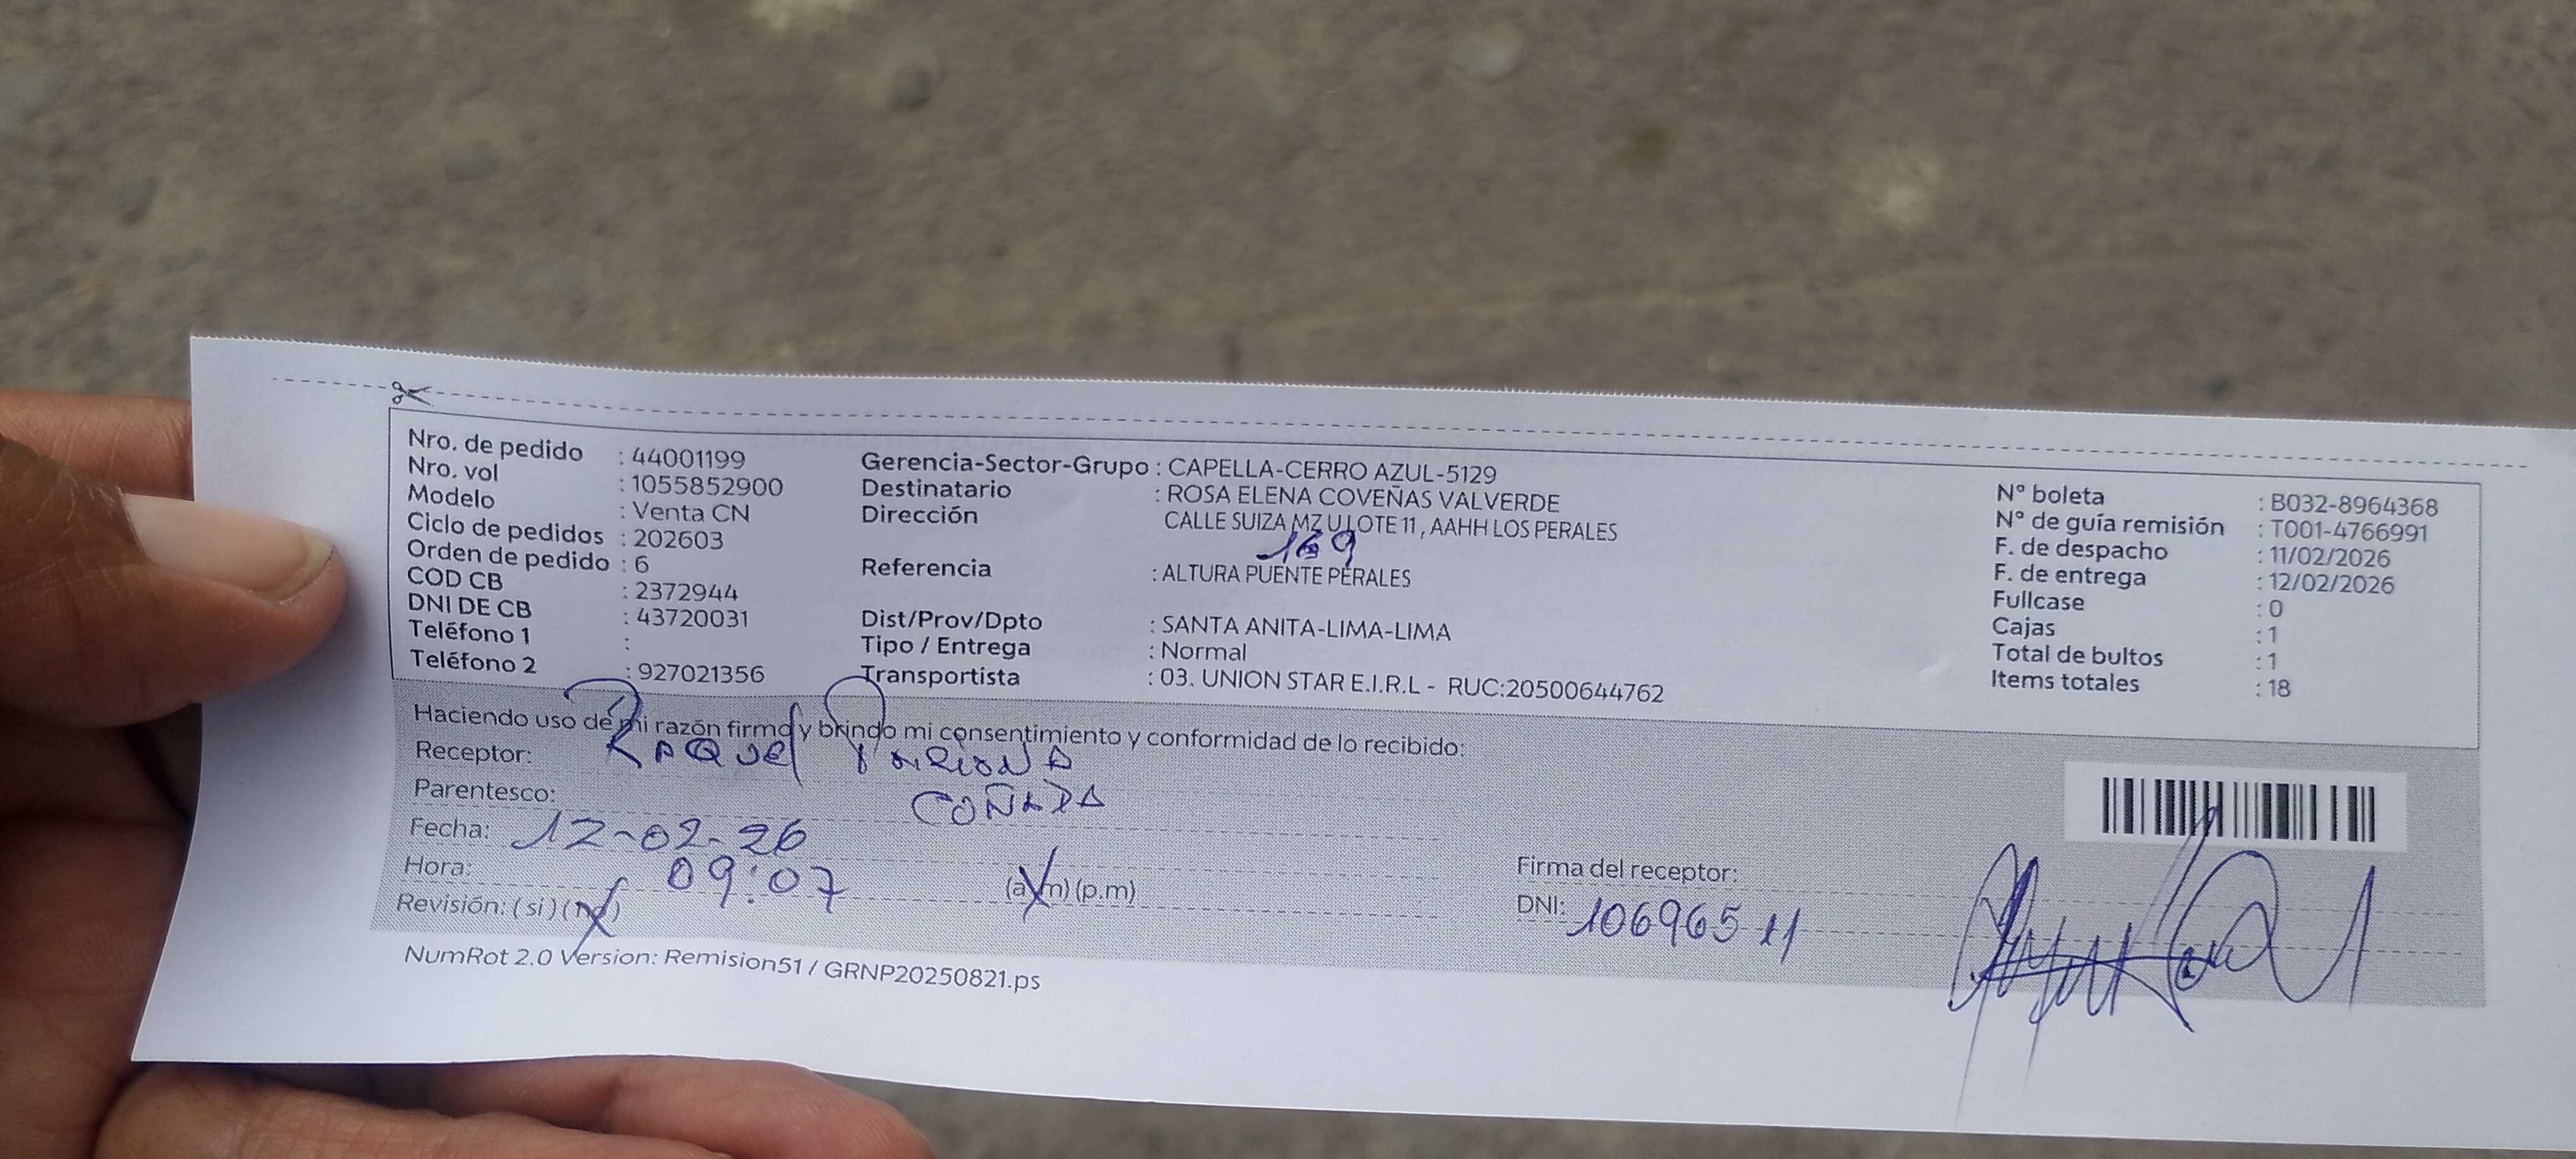 Nro. de pedido : 44001199
Nro. vol : 1055852900
Modelo : Venta CN
Ciclo de pedidos : 202603
Orden de pedido : 6
COD CB : 2372944
DNI DE CB : 43720031
Teléfono 1 :
Teléfono 2 : 927021356
Gerencia-Sector-Grupo : CAPELLA-CERRO AZUL-5129
Destinatario : ROSA ELENA COVEÑAS VALVERDE
Dirección CALLE SUIZA MZ U LOTE 11 , AAHH LOS PERALES
169
Referencia : ALTURA PUENTE PERALES
Dist/Prov/Dpto : SANTA ANITA-LIMA-LIMA
Tipo / Entrega : Normal
Transportista : 03. UNION STAR E.I.R.L - RUC:20500644762
N° boleta : B032-8964368
N° de guía remisión : T001-4766991
F. de despacho : 11/02/2026
F. de entrega : 12/02/2026
Fullcase : 0
Cajas : 1
Total de bultos : 1
Items totales : 18
Haciendo uso de mi razón firmo y brindo mi consentimiento y conformidad de lo recibido:
Receptor: RAQUEL
Parentesco: COÑADA
Fecha: 12-02-26
Hora: 09:07 (a.m) (p.m)
Revisión: ( si ) ( no )
Firma del receptor:
DNI: 10696511
NumRot 2.0 Version: Remision51 / GRNP20250821.ps